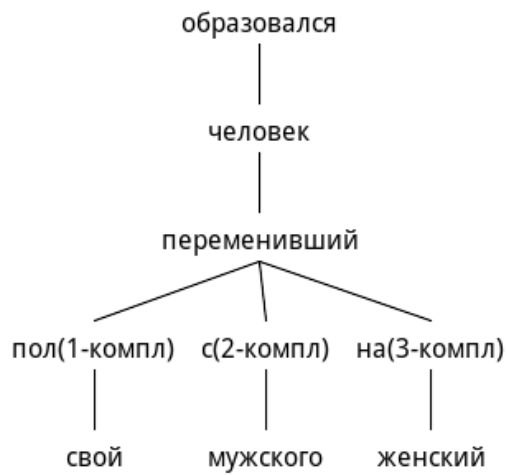 образовался
человек
переменивший
пол(1-компл) с(2-компл) на(3-компл)
свой мужского женский